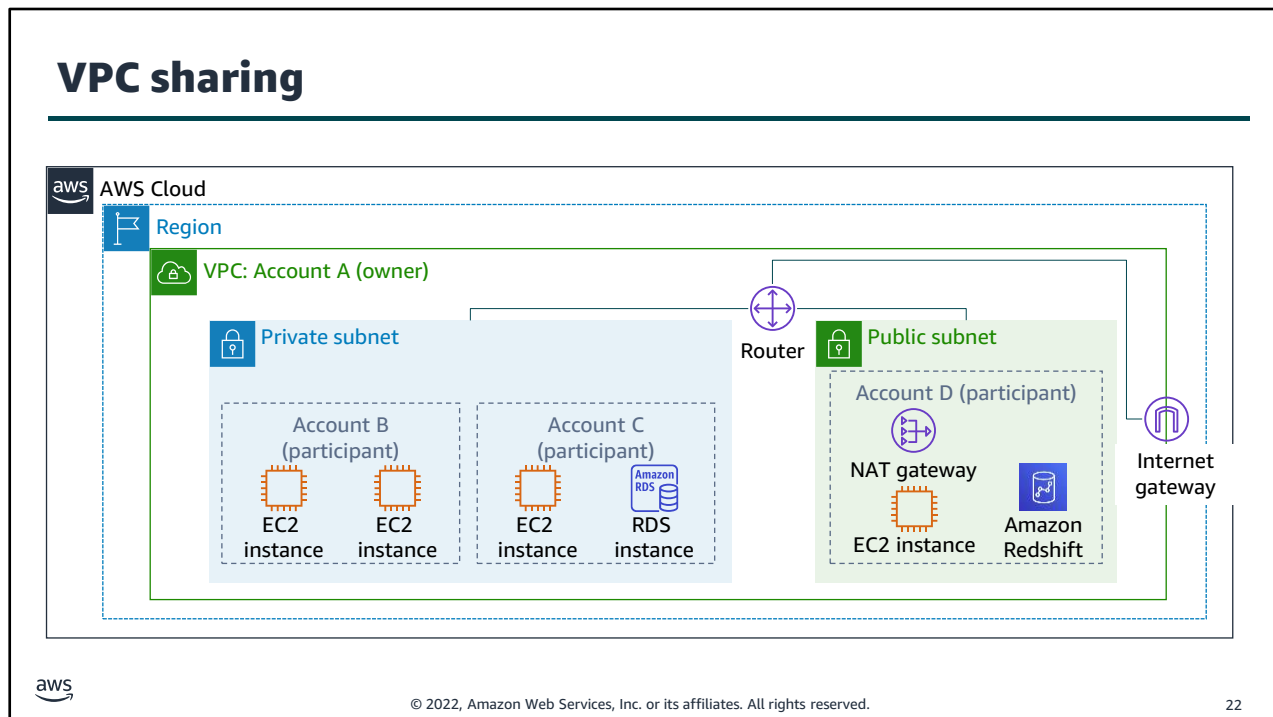 VPC sharing
aws
AWS Cloud
Region
VPC: Account A (owner)
Private subnet
Router
Public subnet
Account B
(participant)
EC2
instance
EC2
instance
Account C
(participant)
EC2
instance
Amazon
RDS
RDS
instance
Account D (participant)
NAT gateway
EC2 instance
Amazon
Redshift
Internet
gateway
aws
© 2022, Amazon Web Services, Inc. or its affiliates. All rights reserved.
22